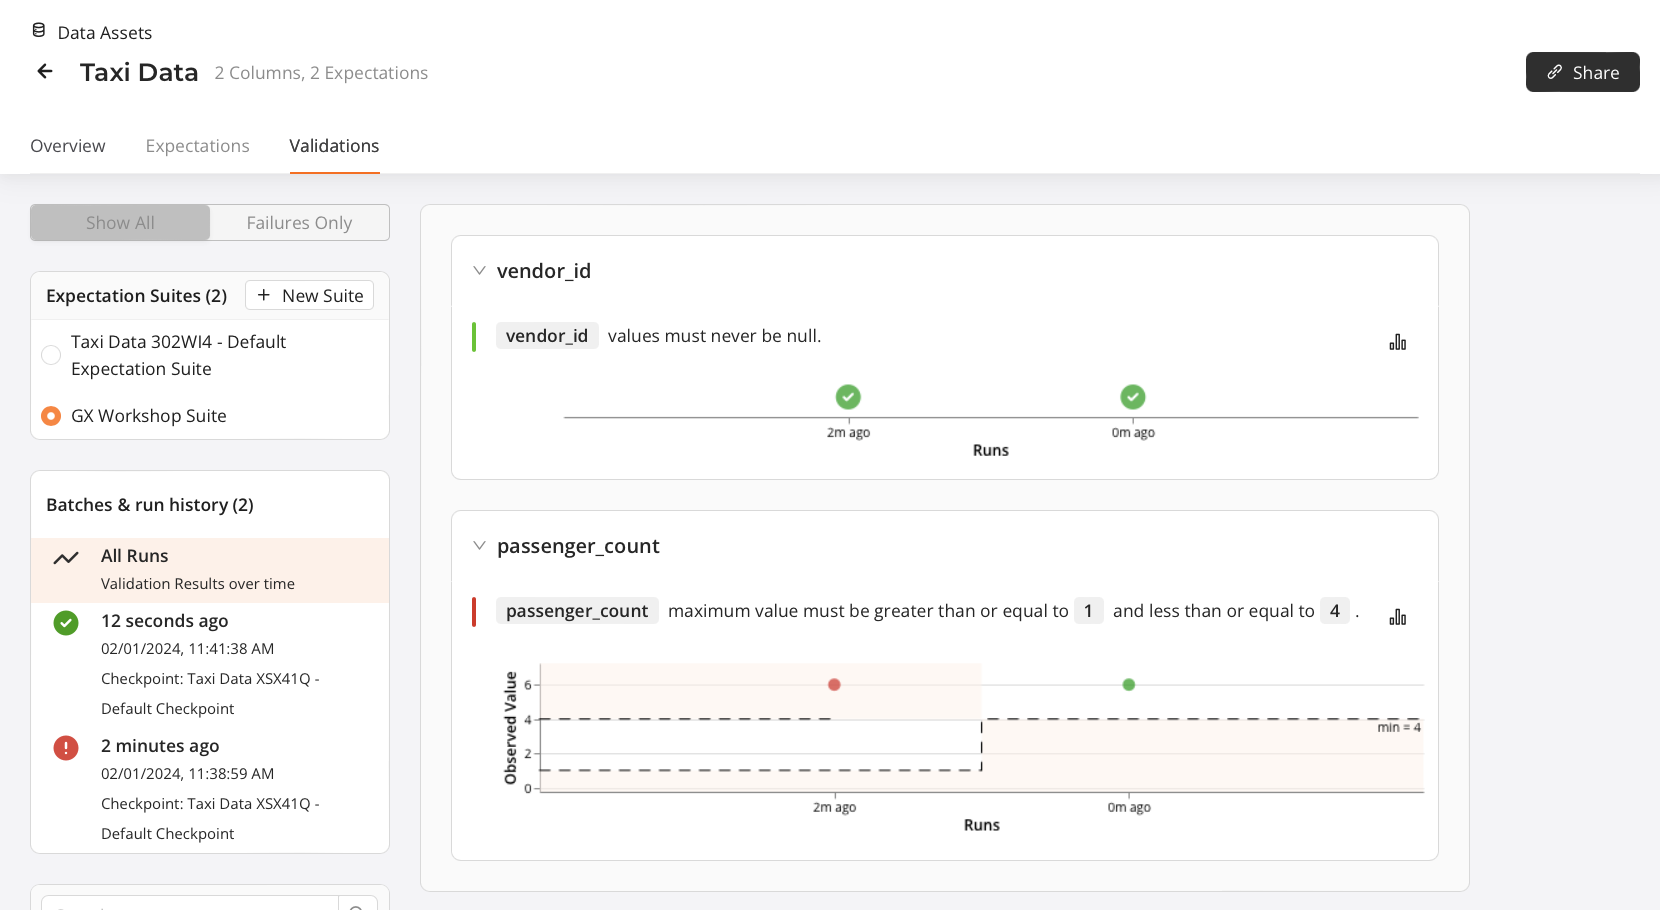 Data Assets
Taxi Data 2 Columns, 2 Expectations
Share
Overview Expectations Validations
Show All Failures Only
Expectation Suites (2) + New Suite
Taxi Data 302WI4 - Default
Expectation Suite
GX Workshop Suite
Batches & run history (2)
All Runs
Validation Results over time
12 seconds ago
02/01/2024, 11:41:38 AM
Checkpoint: Taxi Data XSX41Q -
Default Checkpoint
2 minutes ago
02/01/2024, 11:38:59 AM
Checkpoint: Taxi Data XSX41Q -
Default Checkpoint
vendor_id
vendor_id values must never be null.
2m ago 0m ago
Runs
passenger_count
passenger_count maximum value must be greater than or equal to 1 and less than or equal to 4 .
Observed Value
6
4
min = 4
2
0
2m ago 0m ago
Runs